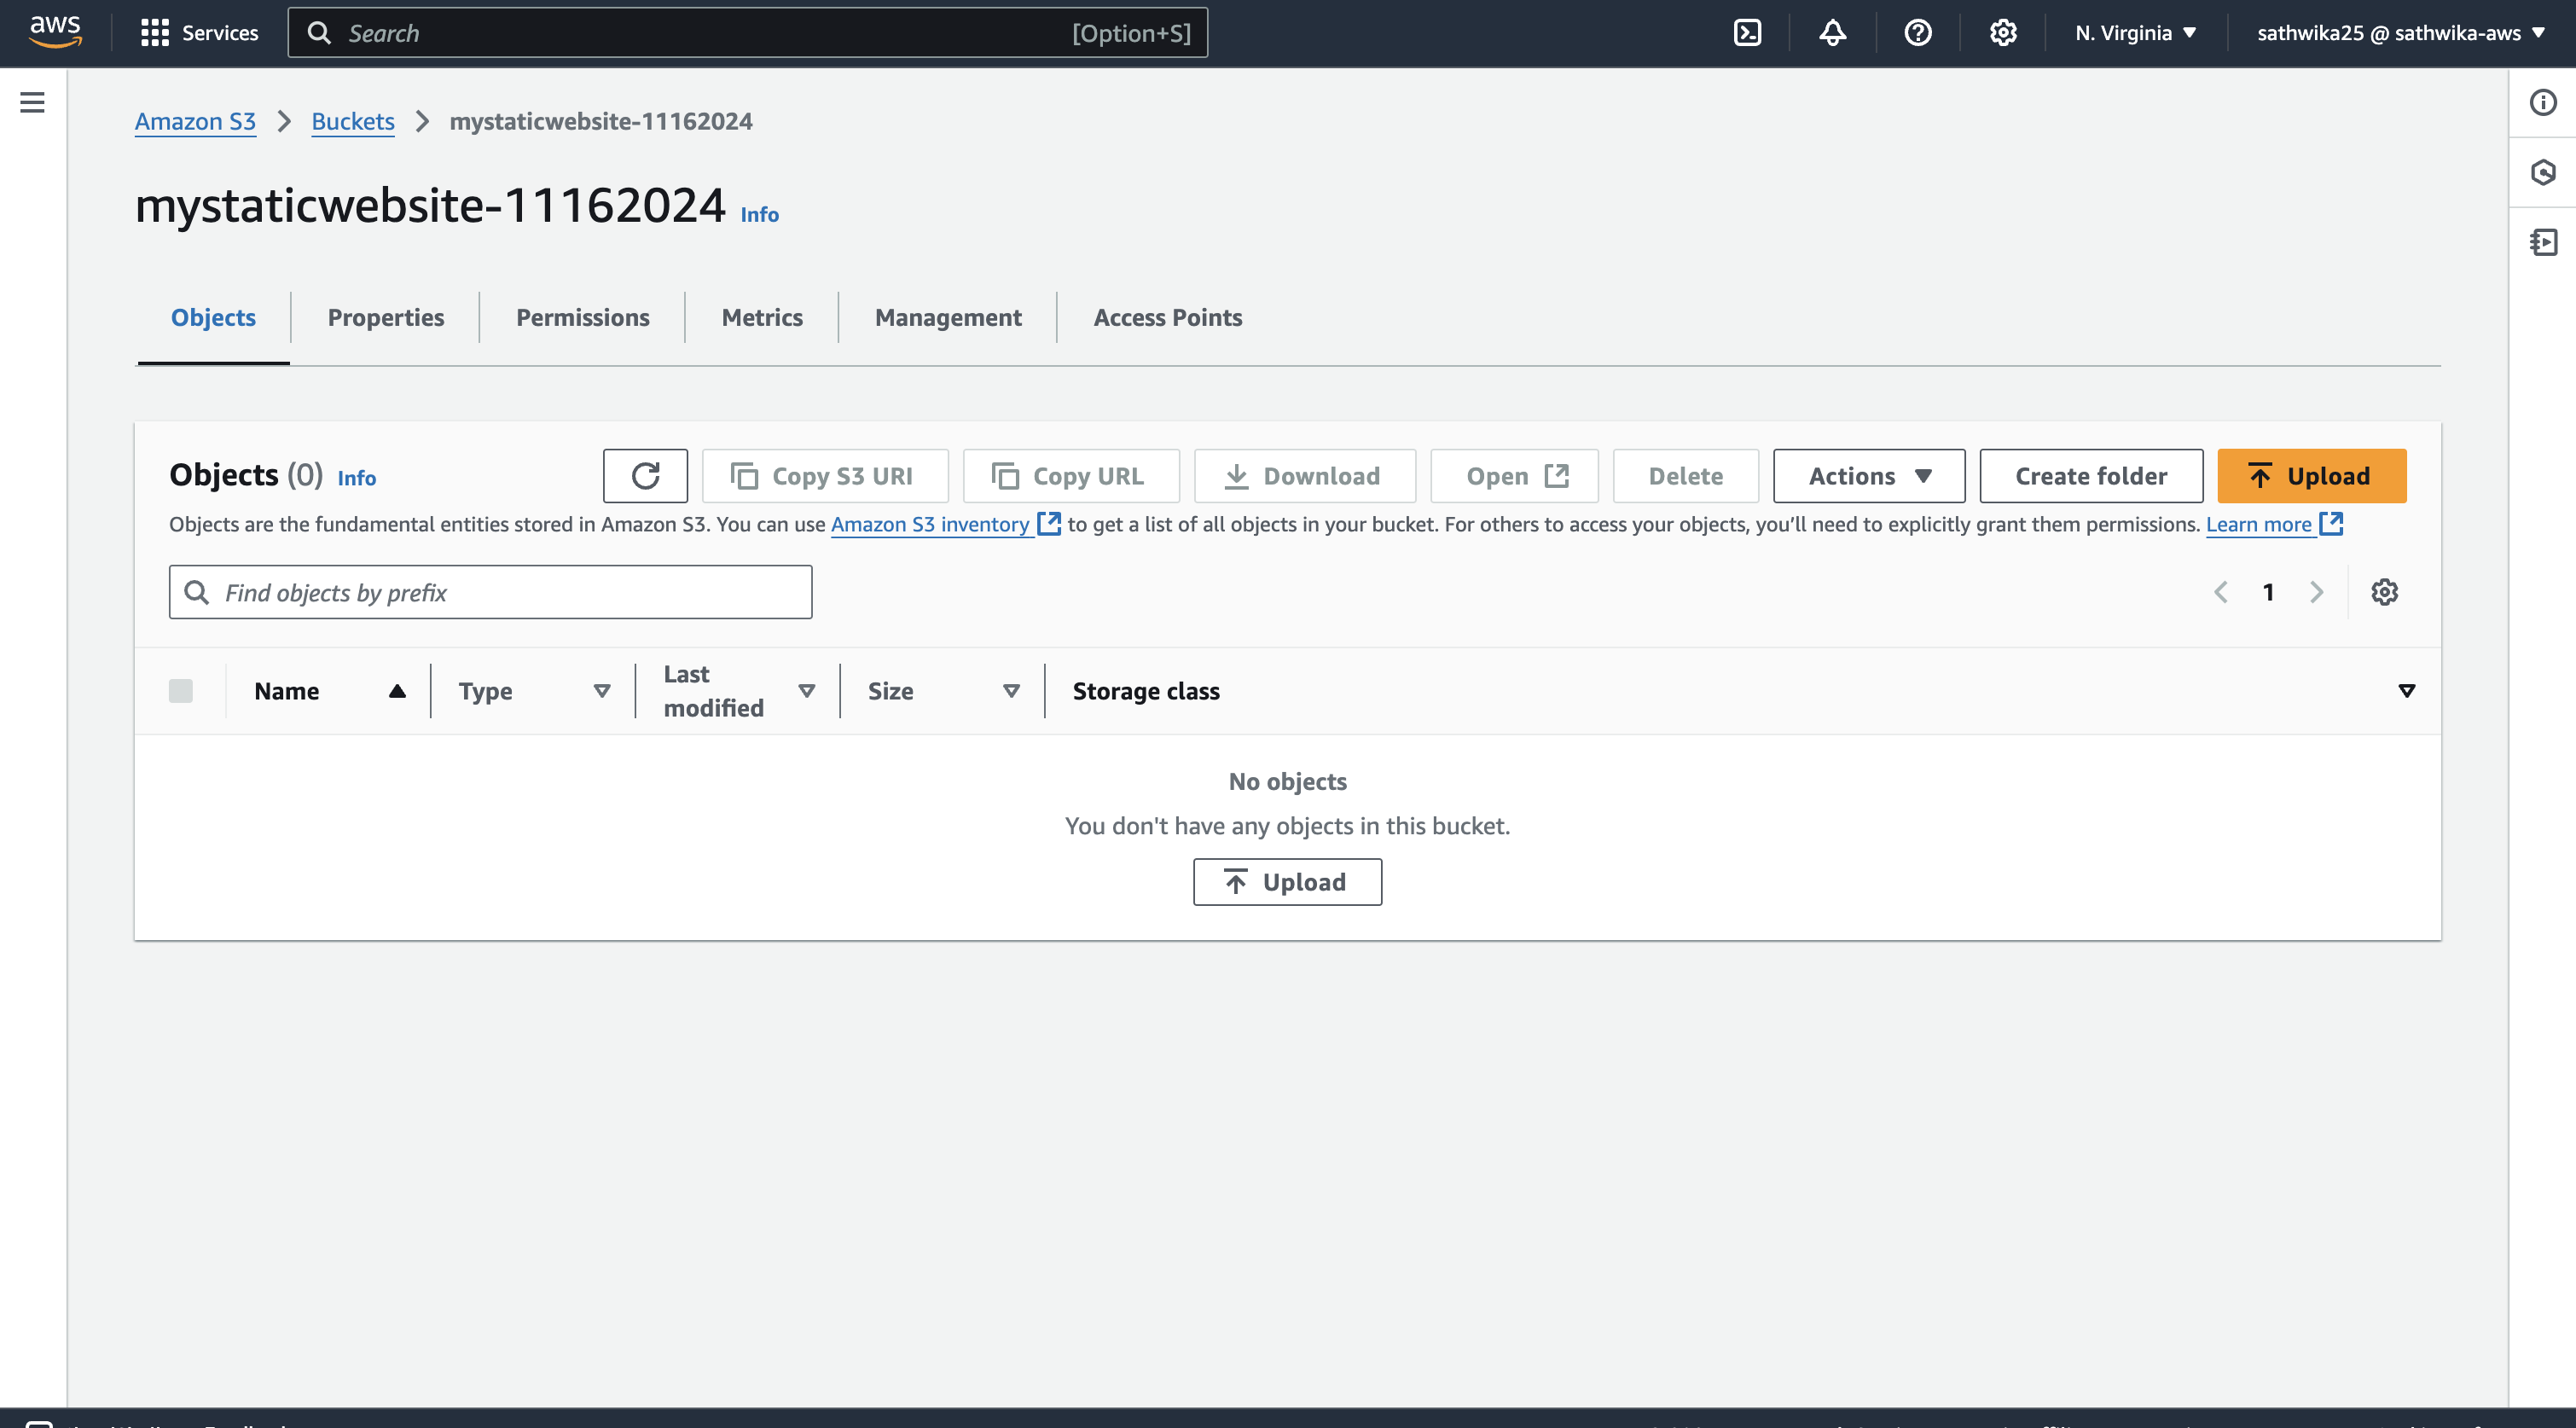 aws
Services
Search
[Option+S]
N. Virginia
sathwika25 @ sathwika-aws
Amazon S3
Buckets
mystaticwebsite-11162024
mystaticwebsite-11162024 Info
Objects
Properties
Permissions
Metrics
Management
Access Points
Objects (0) Info
Copy S3 URI
Copy URL
Download
Open
Delete
Actions
Create folder
Upload
Objects are the fundamental entities stored in Amazon S3. You can use Amazon S3 inventory to get a list of all objects in your bucket. For others to access your objects, you’ll need to explicitly grant them permissions. Learn more
Find objects by prefix
1
Name
Type
Last
modified
Size
Storage class
No objects
You don't have any objects in this bucket.
Upload